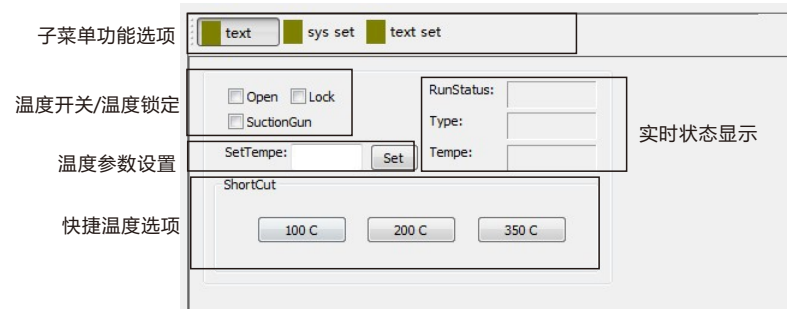 子菜单功能选项
text sys set text set
温度开关/温度锁定
Open Lock
SuctionGun
RunStatus:
Type:
Tempe:
实时状态显示
温度参数设置
SetTempe: Set
快捷温度选项
ShortCut
100 C 200 C 350 C